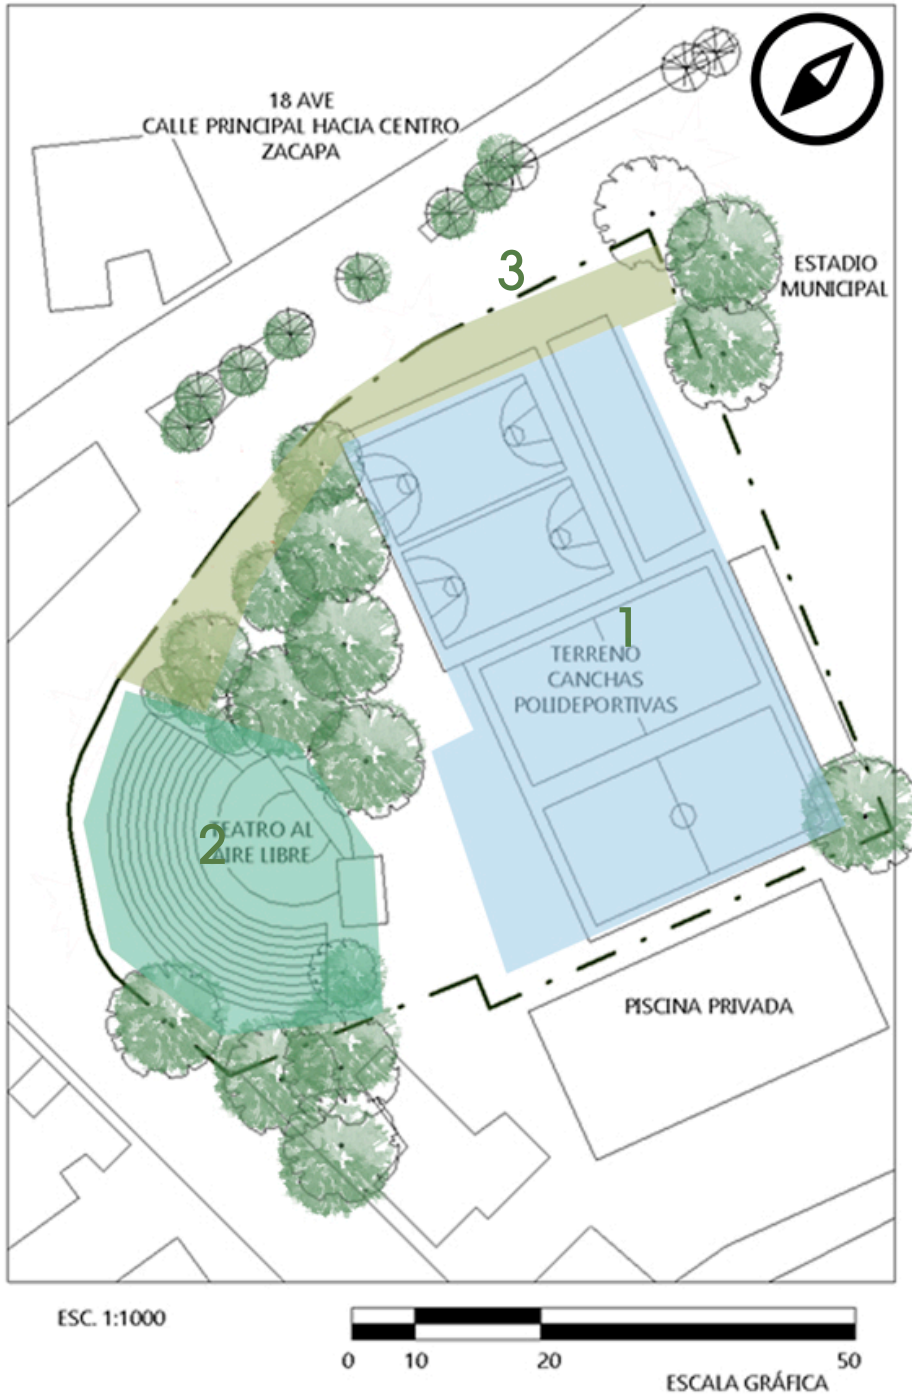 18 AVE
CALLE PRINCIPAL HACIA CENTRO
ZACAPA
3
ESTADIO
MUNICIPAL
1
TERRENO
CANCHAS
POLIDEPORTIVAS
2
TEATRO AL
AIRE LIBRE
PISCINA PRIVADA
ESC. 1:1000
0 10 20 50
ESCALA GRÁFICA